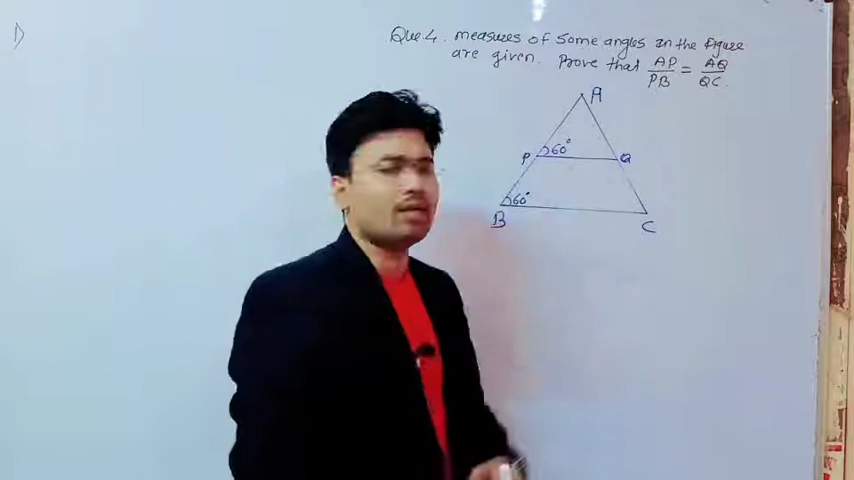 Que 4. measures of some angles in the figure
are given. Prove that AP/PB = AQ/QC.
A
P 60° Q
60°
B
C